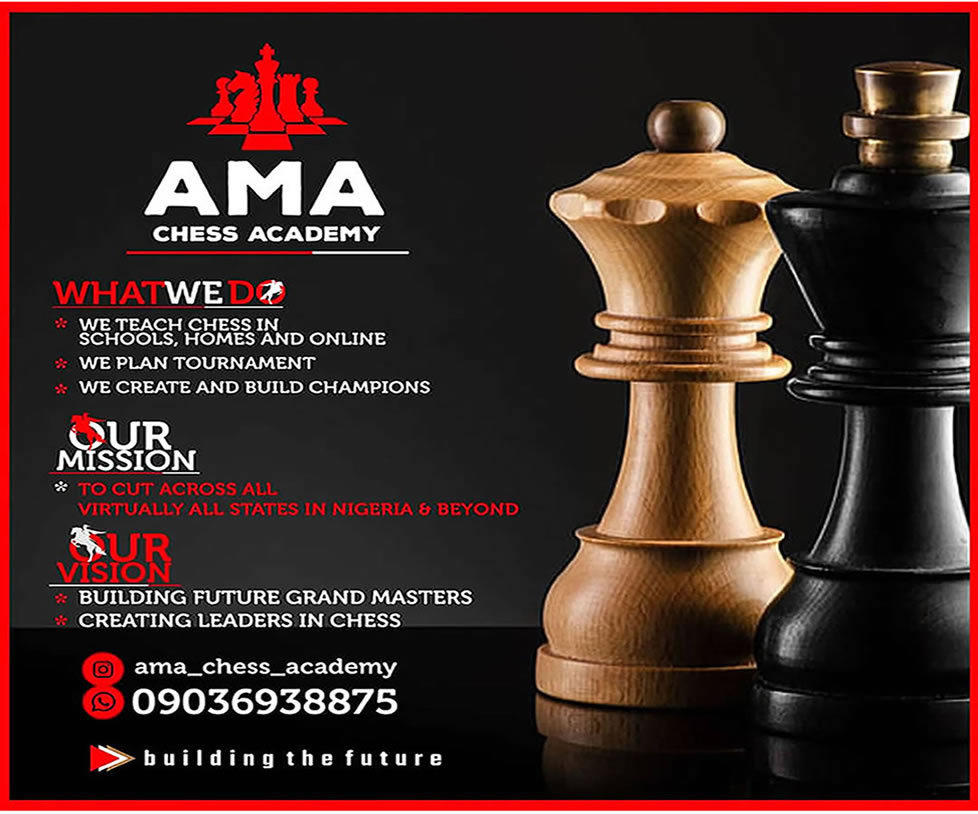 AMA
CHESS ACADEMY
WHATWEDO
* WE TEACH CHESS IN
SCHOOLS, HOMES AND ONLINE
* WE PLAN TOURNAMENT
* WE CREATE AND BUILD CHAMPIONS
OUR
MISSION
* TO CUT ACROSS ALL
VIRTUALLY ALL STATES IN NIGERIA & BEYOND
OUR
VISION
* BUILDING FUTURE GRAND MASTERS
* CREATING LEADERS IN CHESS
ama_chess_academy
09036938875
building the future